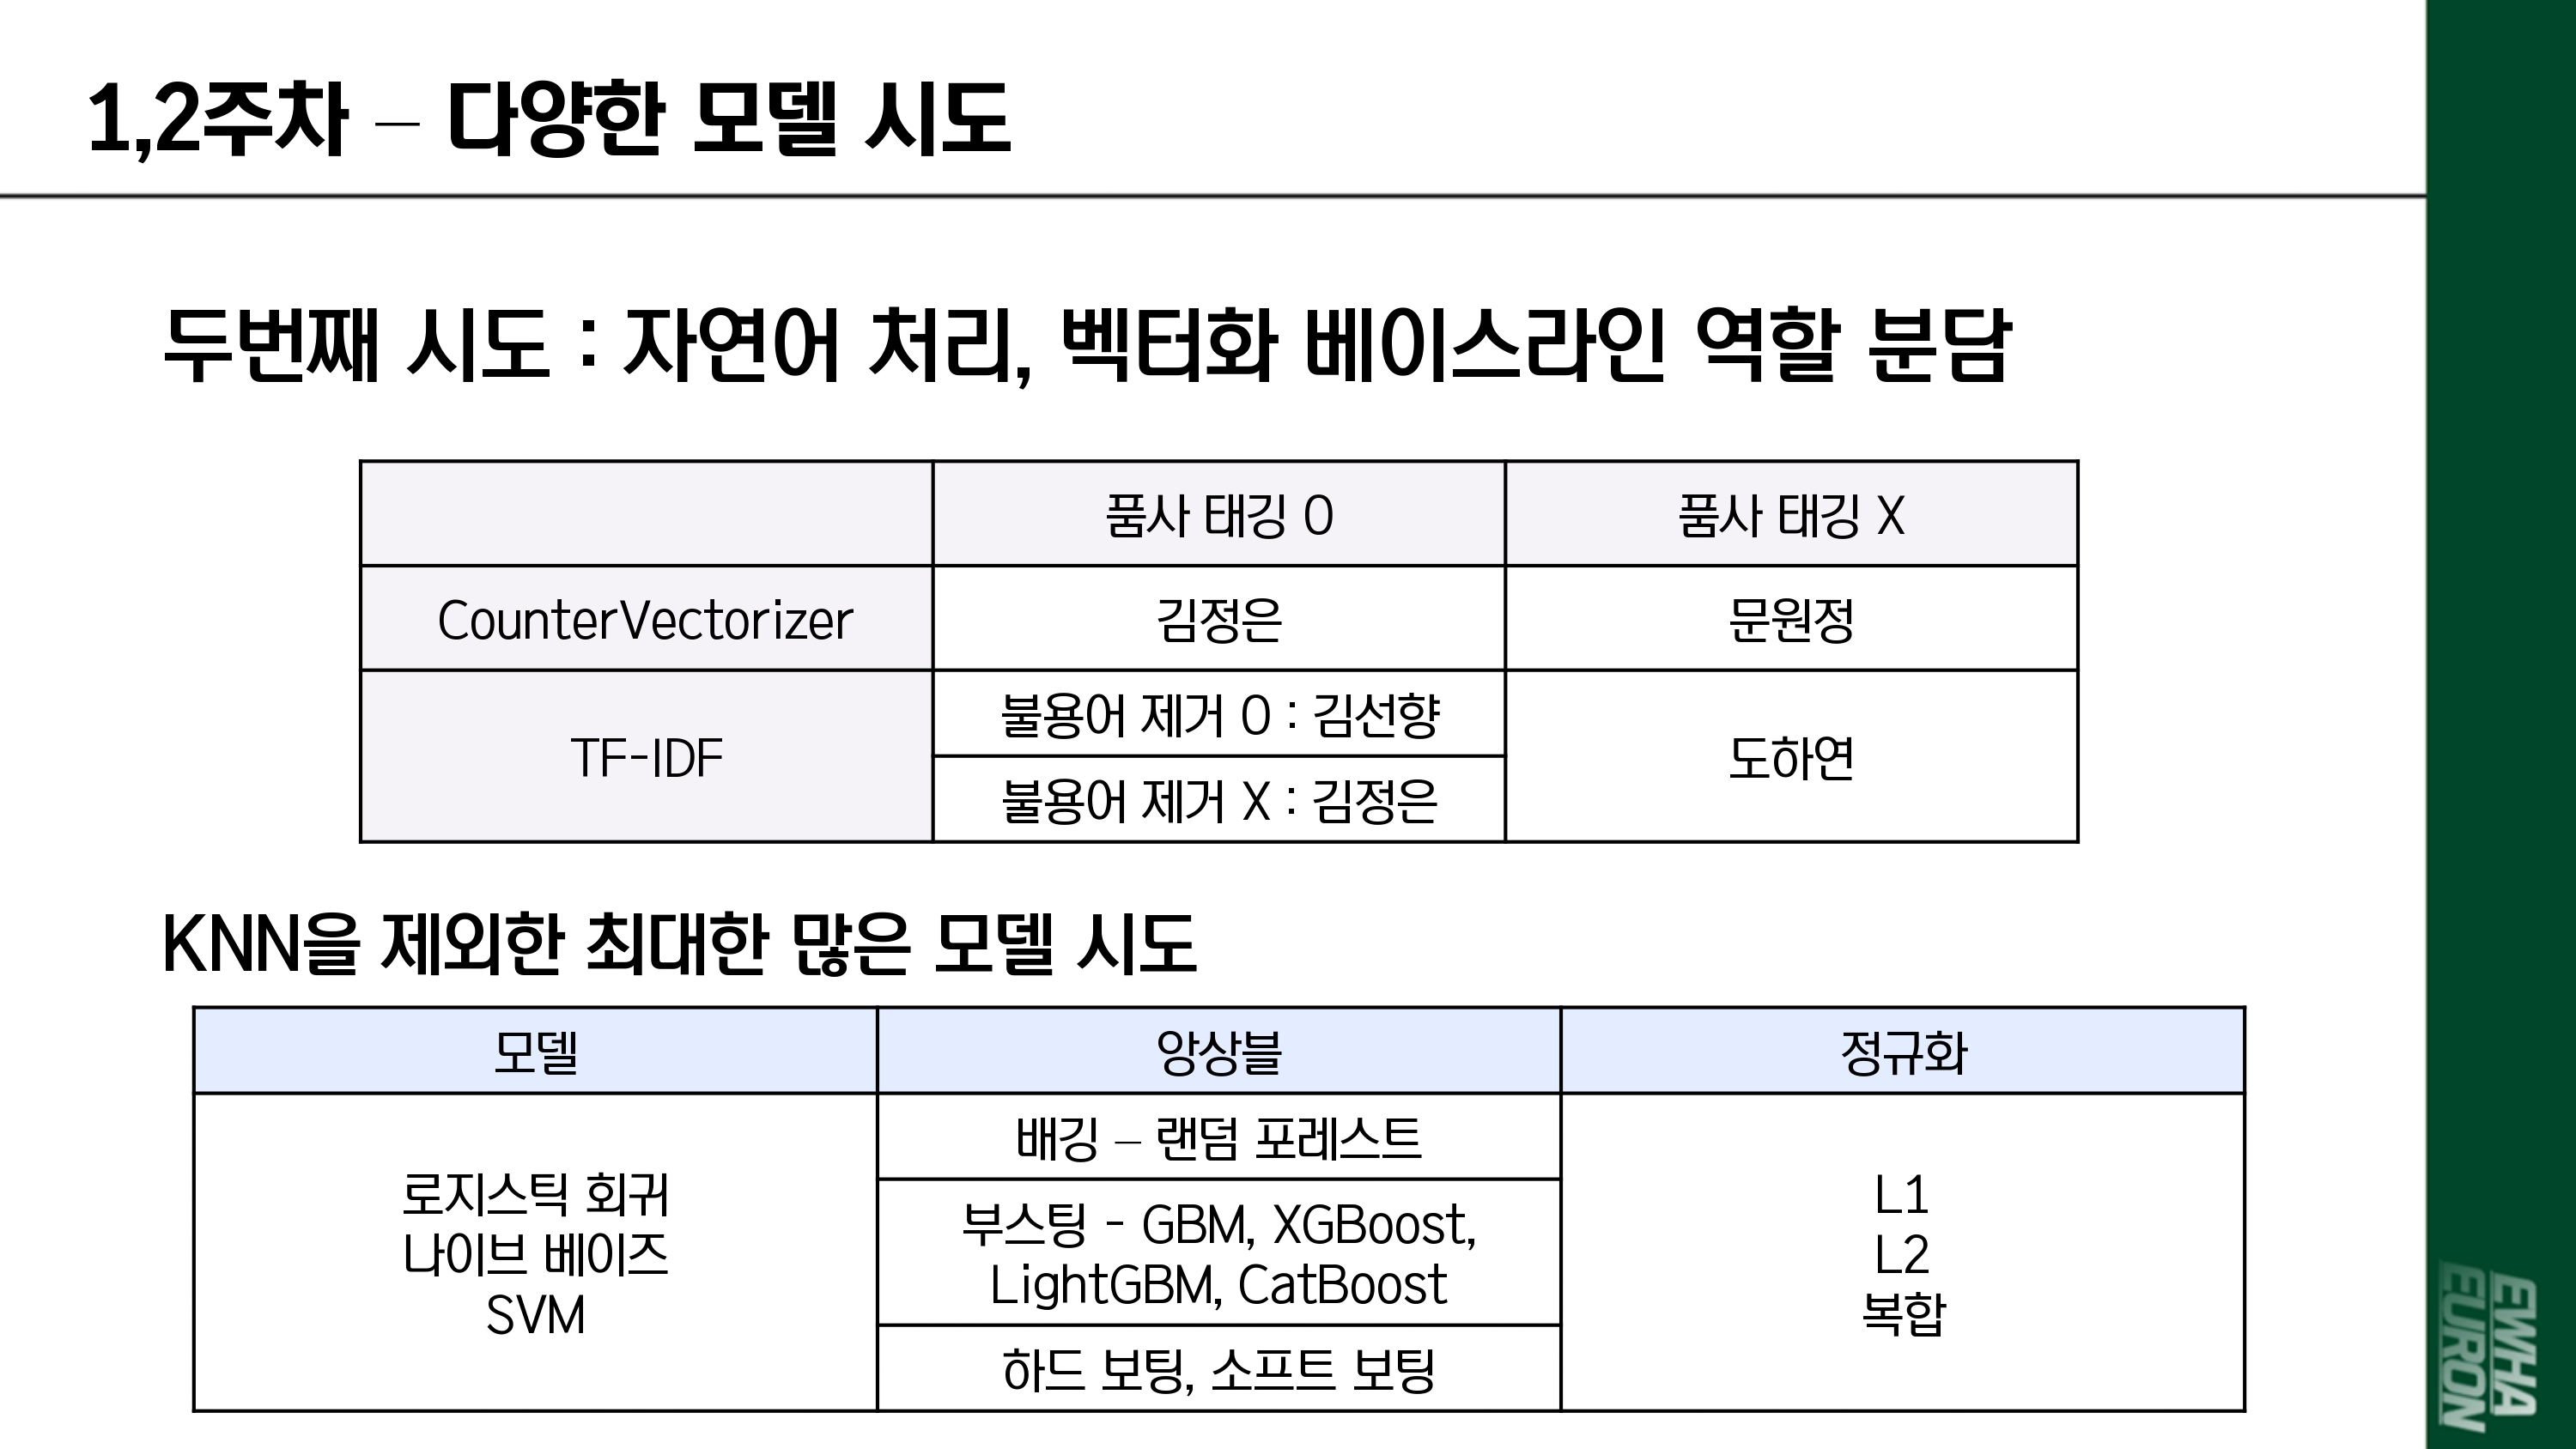 1,2주차 – 다양한 모델 시도
두번째 시도 : 자연어 처리, 벡터화 베이스라인 역할 분담
품사 태깅 O
품사 태깅 X
CounterVectorizer
김정은
문원정
TF-IDF
불용어 제거 O : 김선향
불용어 제거 X : 김정은
도하연
KNN을 제외한 최대한 많은 모델 시도
모델
앙상블
정규화
로지스틱 회귀
나이브 베이즈
SVM
배깅 – 랜덤 포레스트
부스팅 - GBM, XGBoost,
LightGBM, CatBoost
하드 보팅, 소프트 보팅
L1
L2
복합
EWHA
EURON